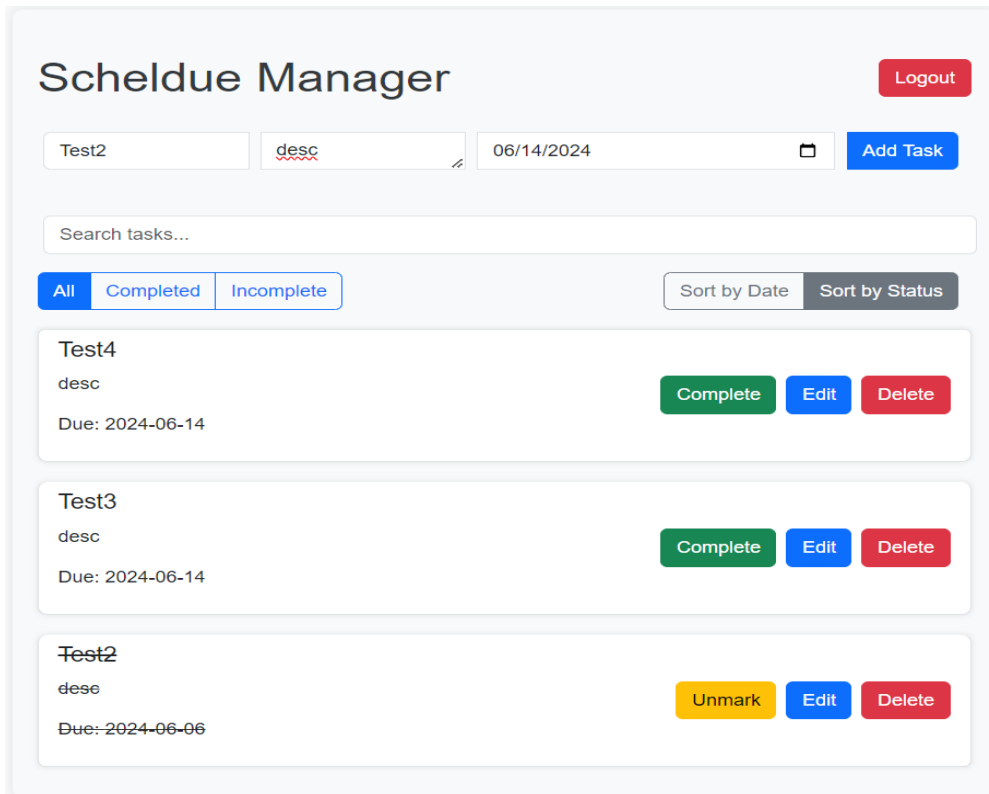 Scheldue Manager
Logout
Test2
desc
06/14/2024
Add Task
Search tasks...
All
Completed
Incomplete
Sort by Date
Sort by Status
Test4
desc
Due: 2024-06-14
Complete
Edit
Delete
Test3
desc
Due: 2024-06-14
Complete
Edit
Delete
Test2
desc
Due: 2024-06-06
Unmark
Edit
Delete